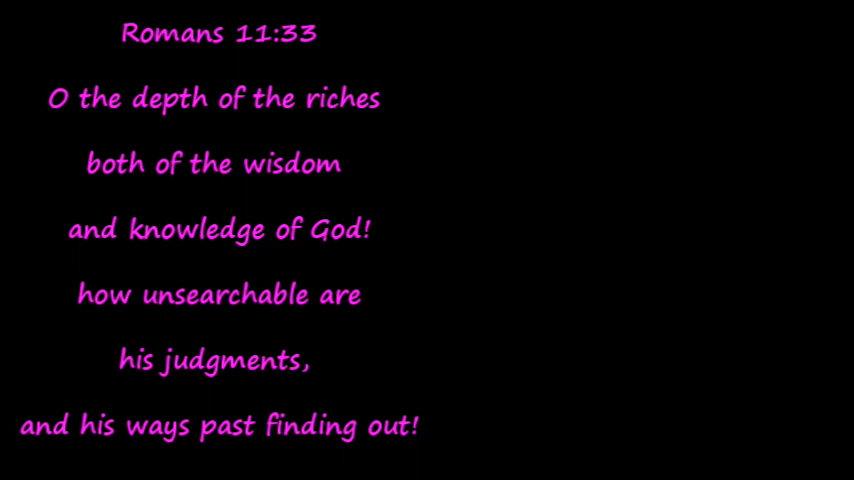 Romans 11:33
O the depth of the riches
both of the wisdom
and knowledge of God!
how unsearchable are
his judgments,
and his ways past finding out!